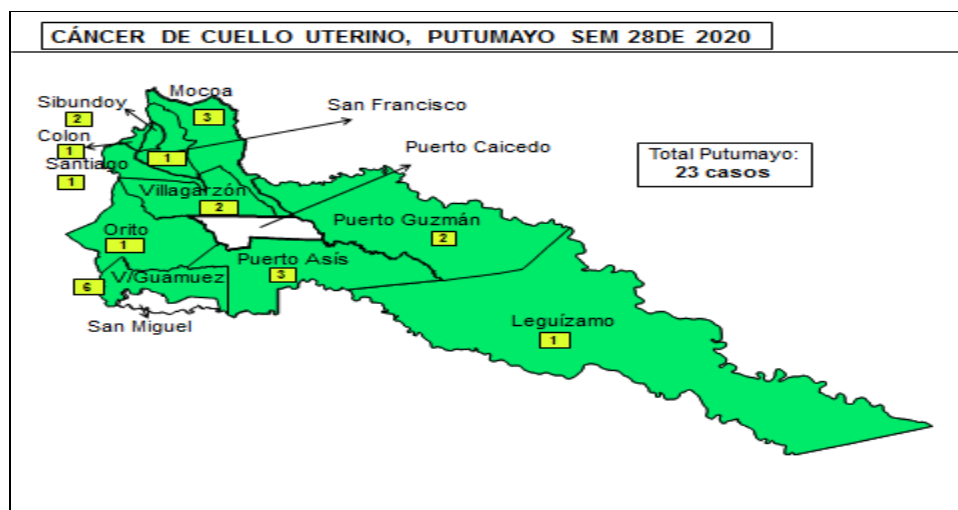 CÁNCER DE CUELLO UTERINO, PUTUMAYO SEM 28DE 2020
Mocoa
3
Sibundoy
2
San Francisco
1
Colon
1
Puerto Caicedo
Santiago
1
Total Putumayo:
23 casos
Villagarzón
2
Puerto Guzmán
2
Orito
1
Puerto Asís
3
V/Guamuez
6
San Miguel
Leguízamo
1